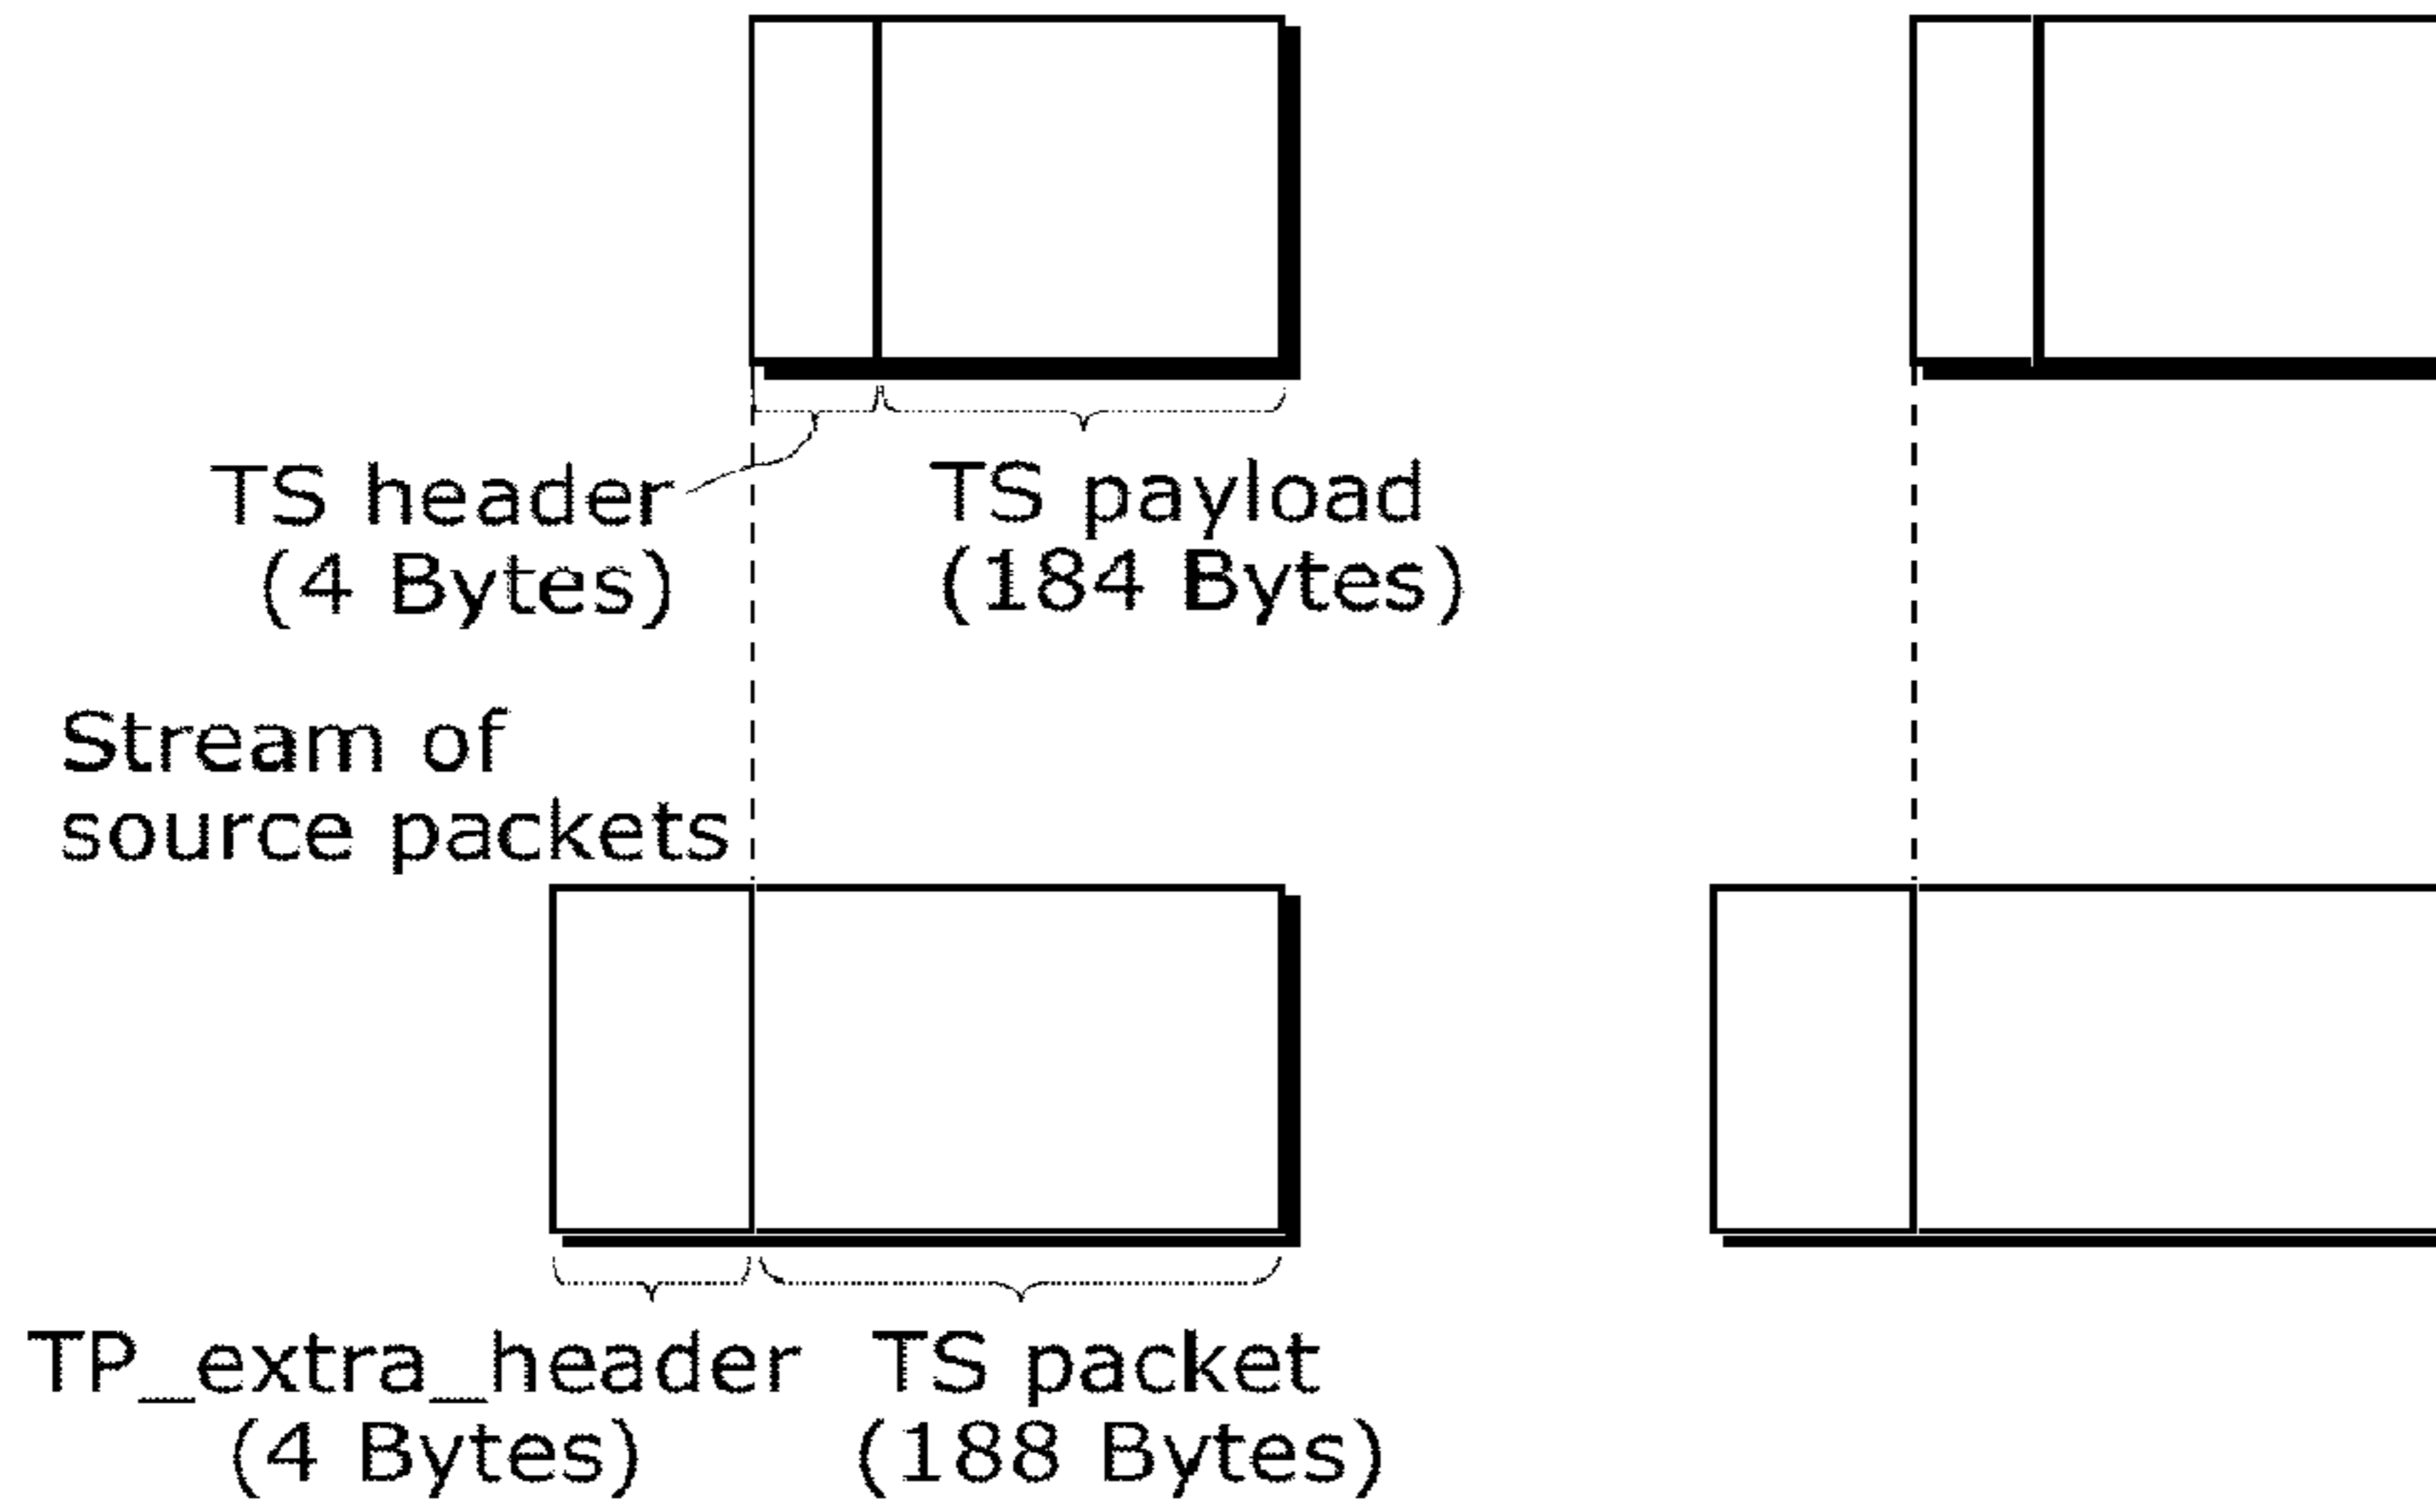 TS header
(4 Bytes)
TS payload
(184 Bytes)
Stream of
source packets
TP_extra_header
(4 Bytes)
TS packet
(188 Bytes)